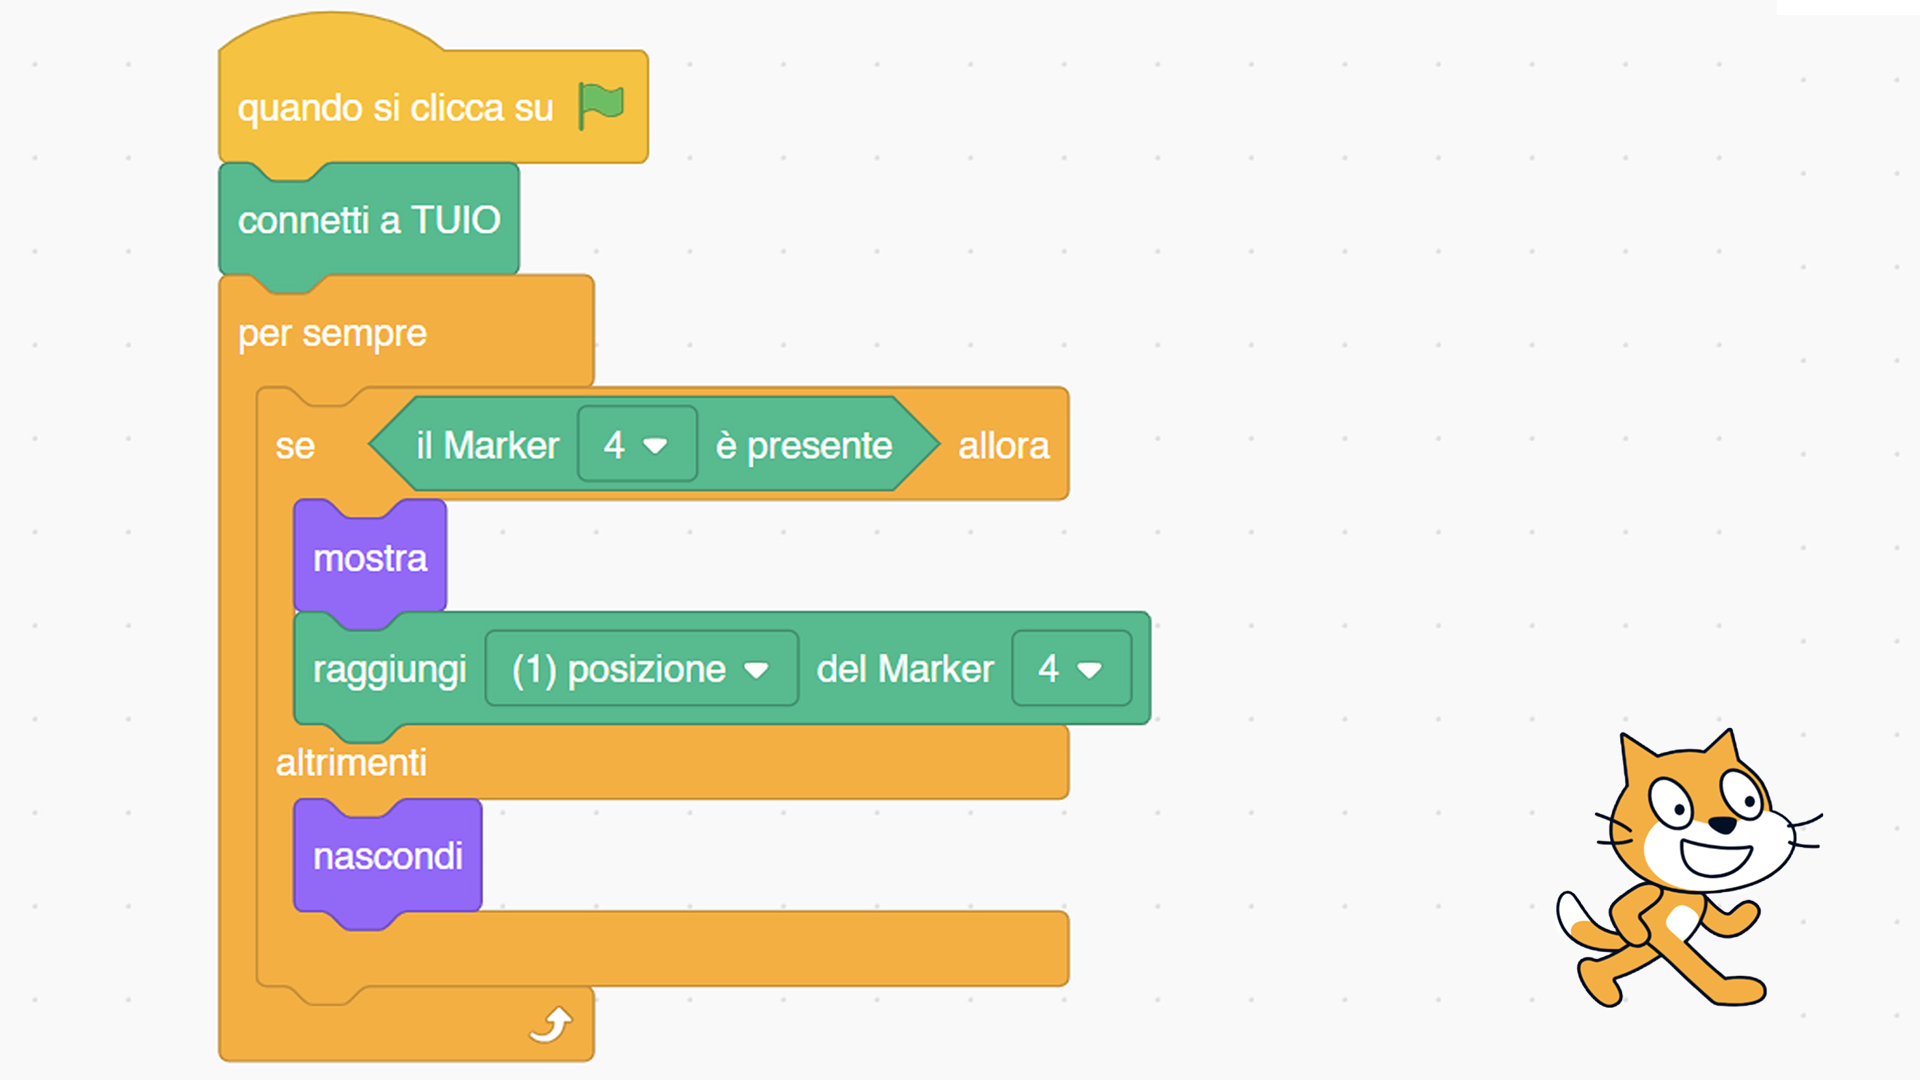 quando si clicca su
connetti a TUIO
per sempre
se il Marker 4 è presente allora
mostra
raggiungi (1) posizione del Marker 4
altrimenti
nascondi